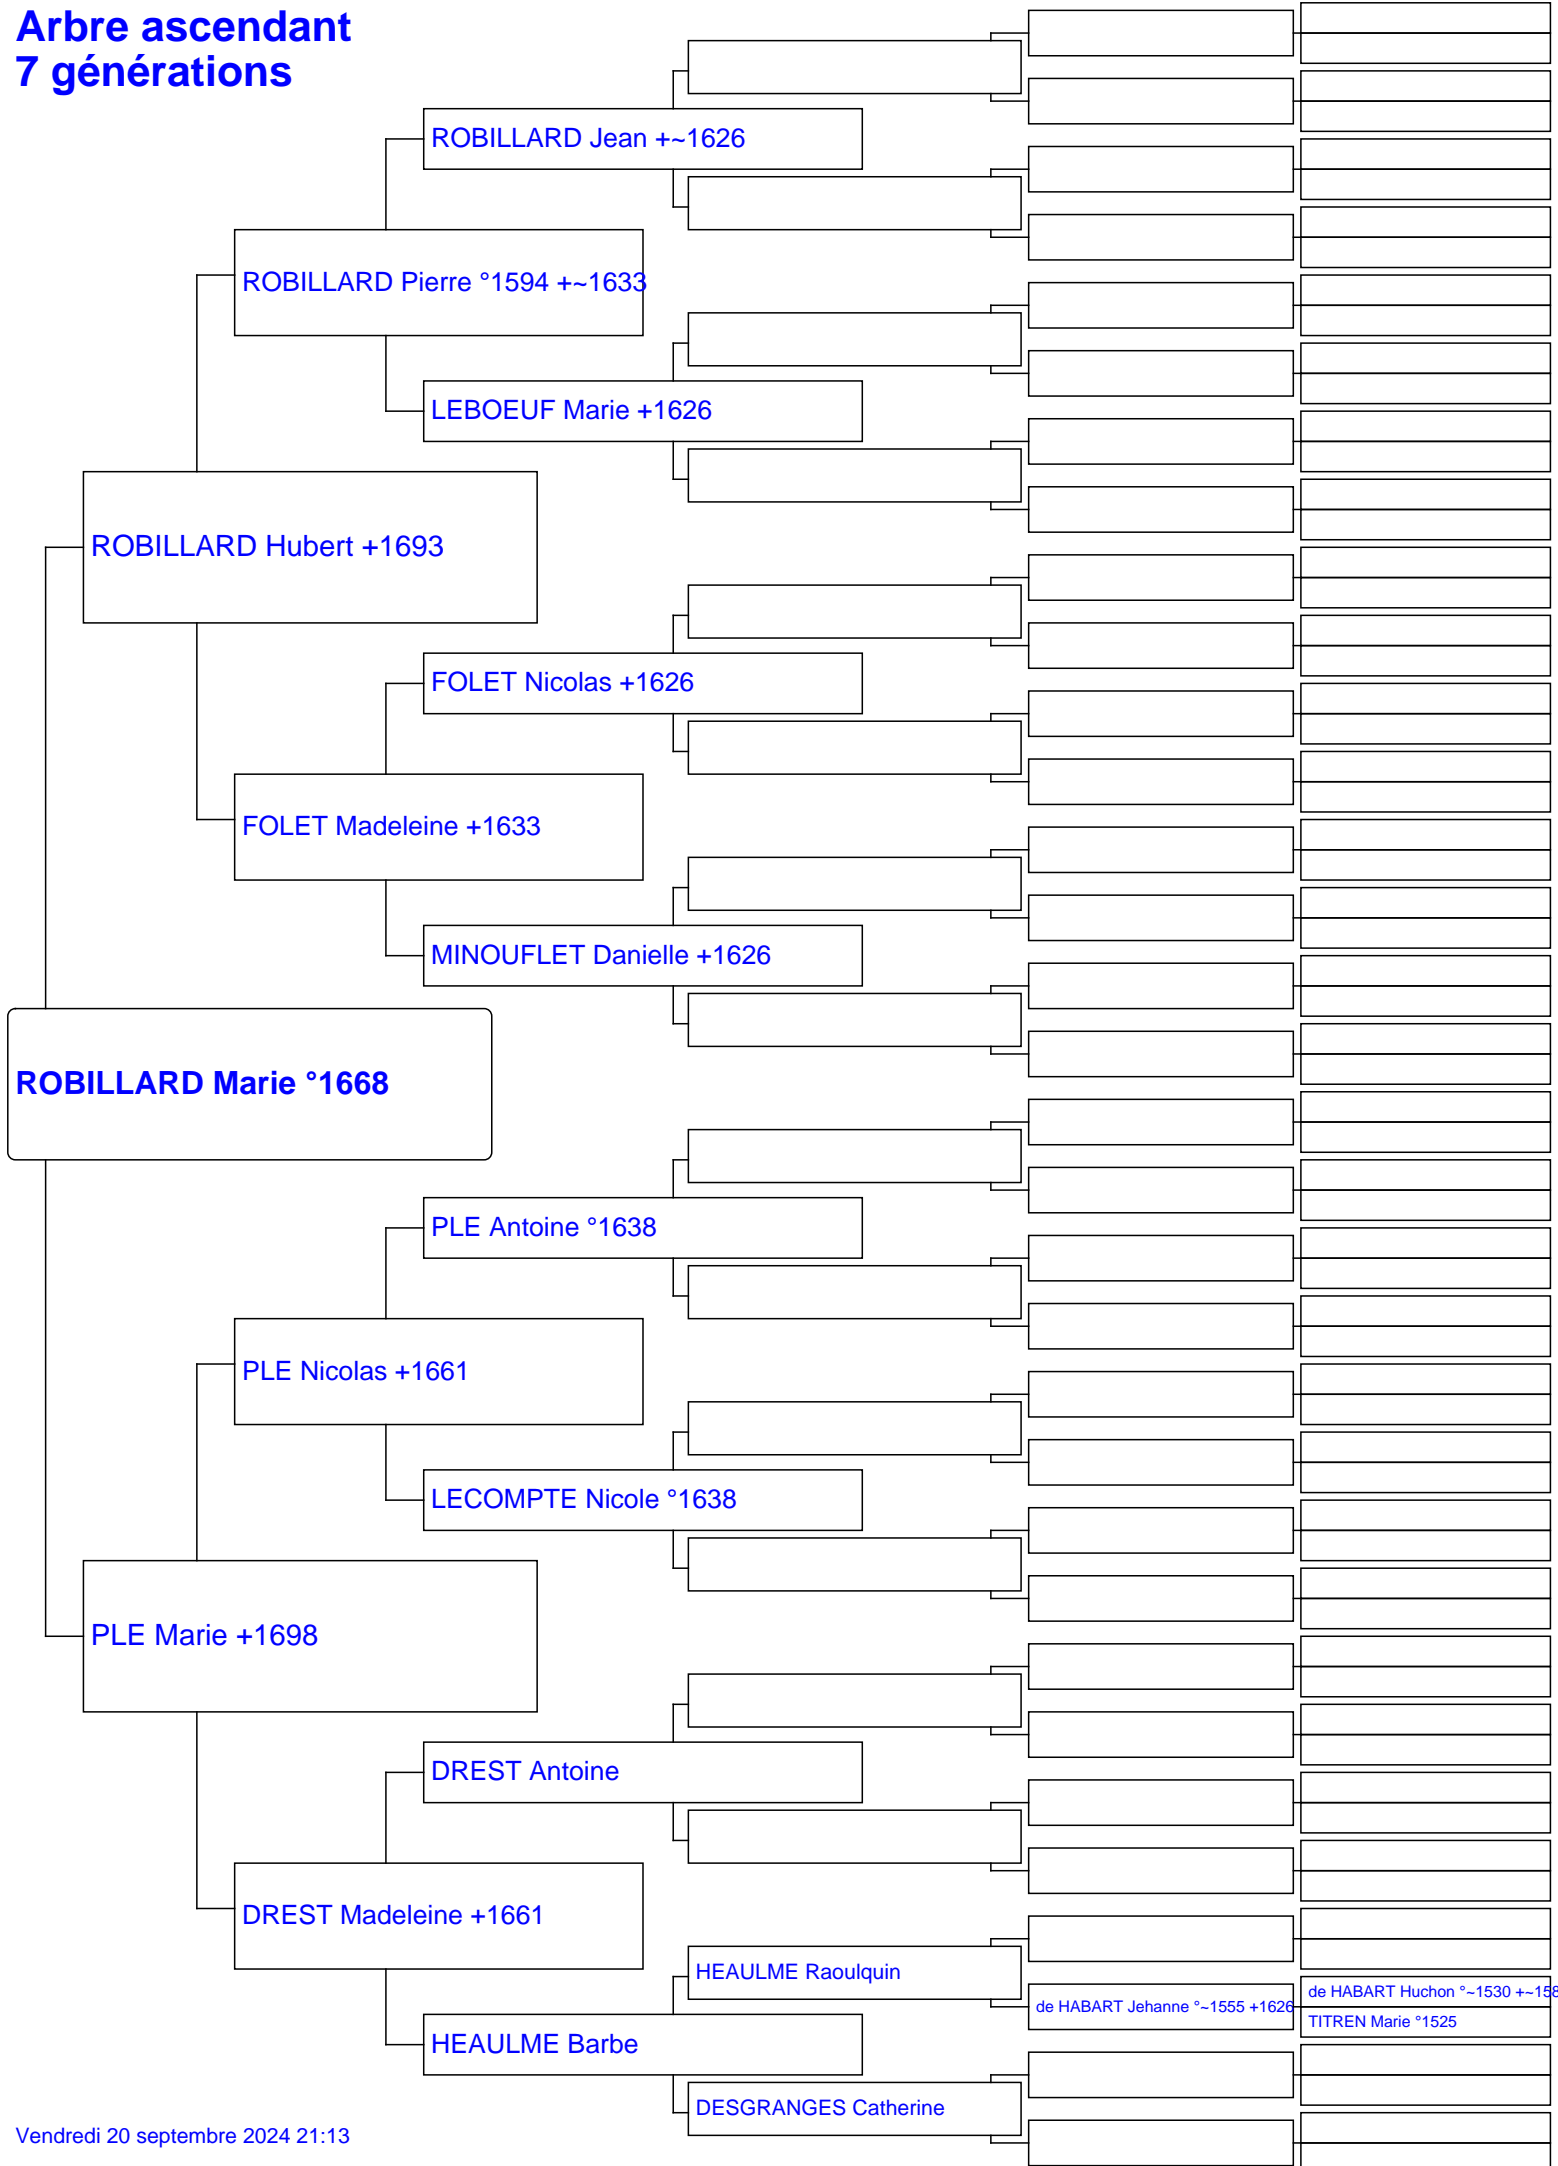 Arbre ascendant
7 générations
ROBILLARD Jean +~1626
ROBILLARD Pierre °1594 +~1633
LEBOEUF Marie +1626
ROBILLARD Hubert +1693
FOLET Nicolas +1626
FOLET Madeleine +1633
MINOUFLET Danielle +1626
ROBILLARD Marie °1668
PLE Antoine °1638
PLE Nicolas +1661
LECOMPTE Nicole °1638
PLE Marie +1698
DREST Antoine
DREST Madeleine +1661
HEAULME Raoulquin
de HABART Jehanne °~1555 +1626
de HABART Huchon °~1530 +~158
TITREN Marie °1525
HEAULME Barbe
DESGRANGES Catherine
Vendredi 20 septembre 2024 21:13